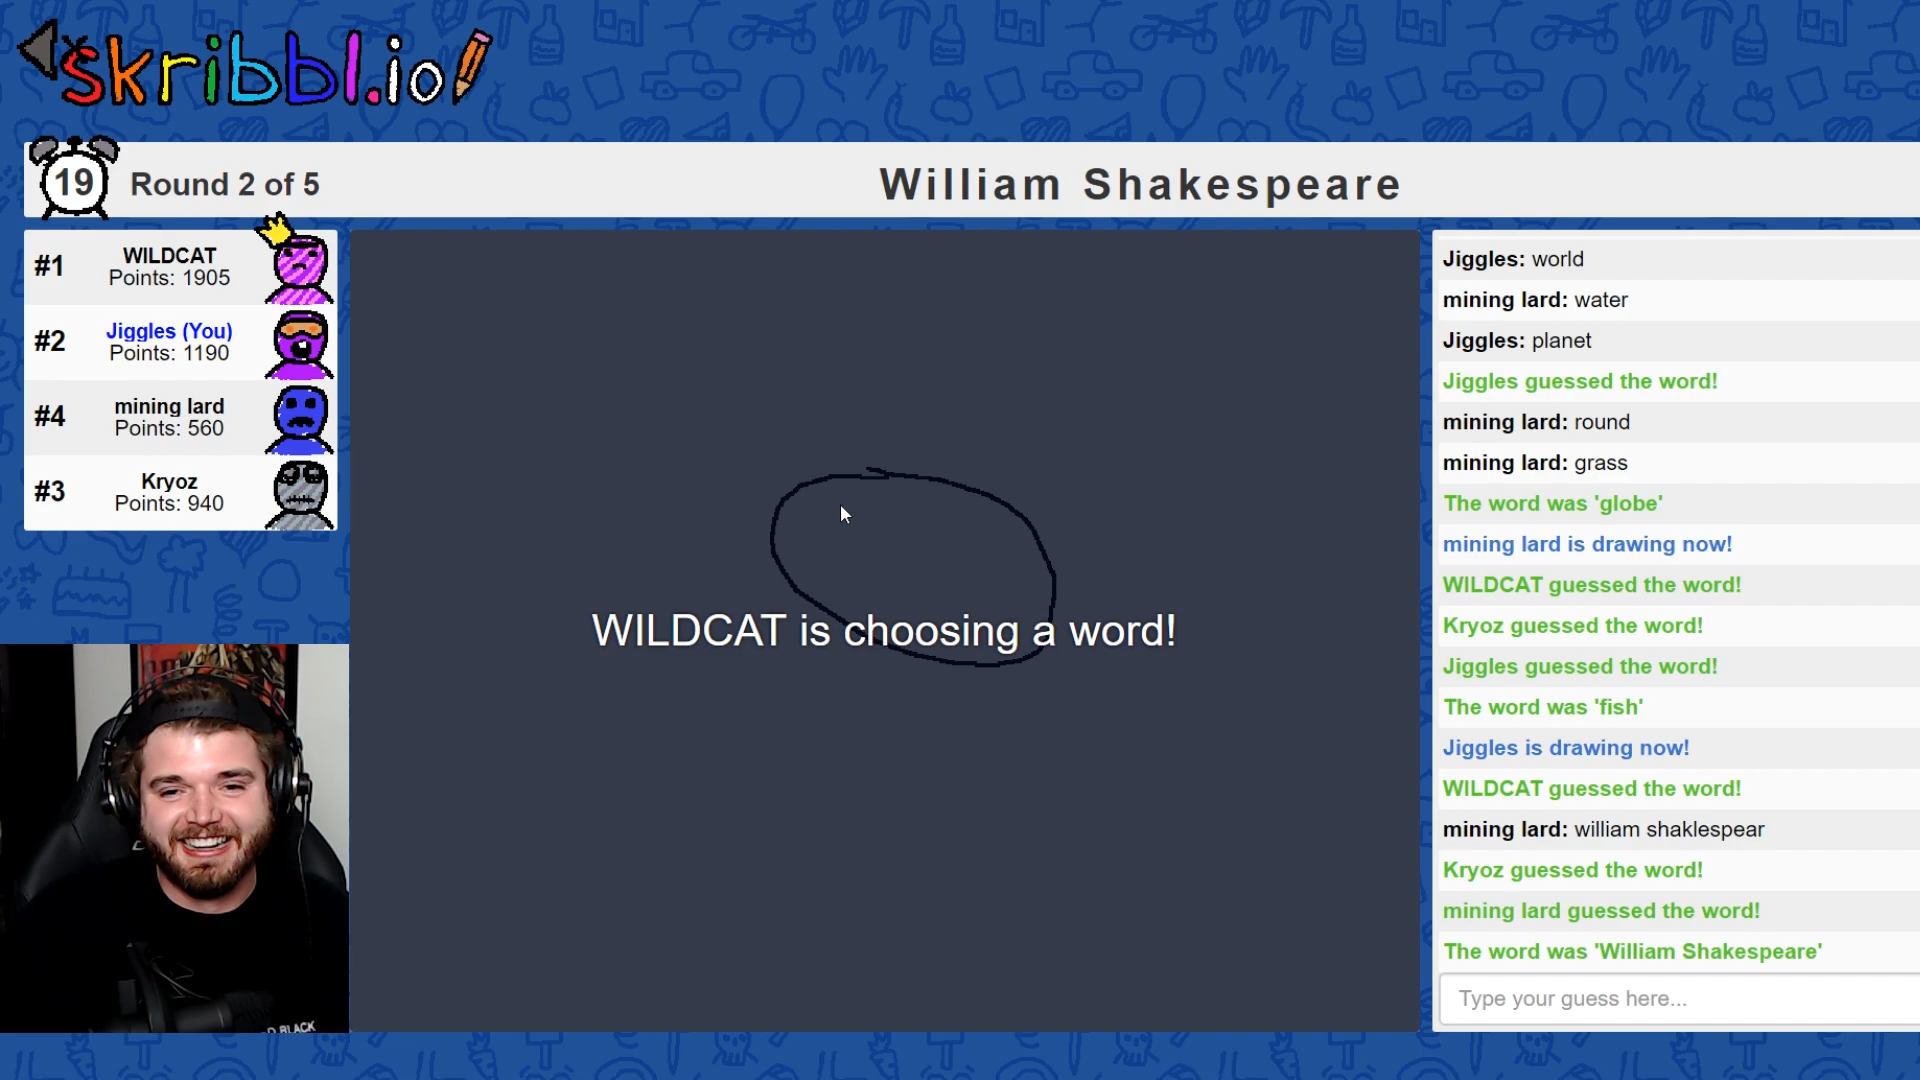 skribbl.io
19
Round 2 of 5
William Shakespeare
#1
WILDCAT
Points: 1905
#2
Jiggles (You)
Points: 1190
#4
mining lard
Points: 560
#3
Kryoz
Points: 940
WILDCAT is choosing a word!
Jiggles: world
mining lard: water
Jiggles: planet
Jiggles guessed the word!
mining lard: round
mining lard: grass
The word was 'globe'
mining lard is drawing now!
WILDCAT guessed the word!
Kryoz guessed the word!
Jiggles guessed the word!
The word was 'fish'
Jiggles is drawing now!
WILDCAT guessed the word!
mining lard: william shaklespear
Kryoz guessed the word!
mining lard guessed the word!
The word was 'William Shakespeare'
Type your guess here...
BLACK